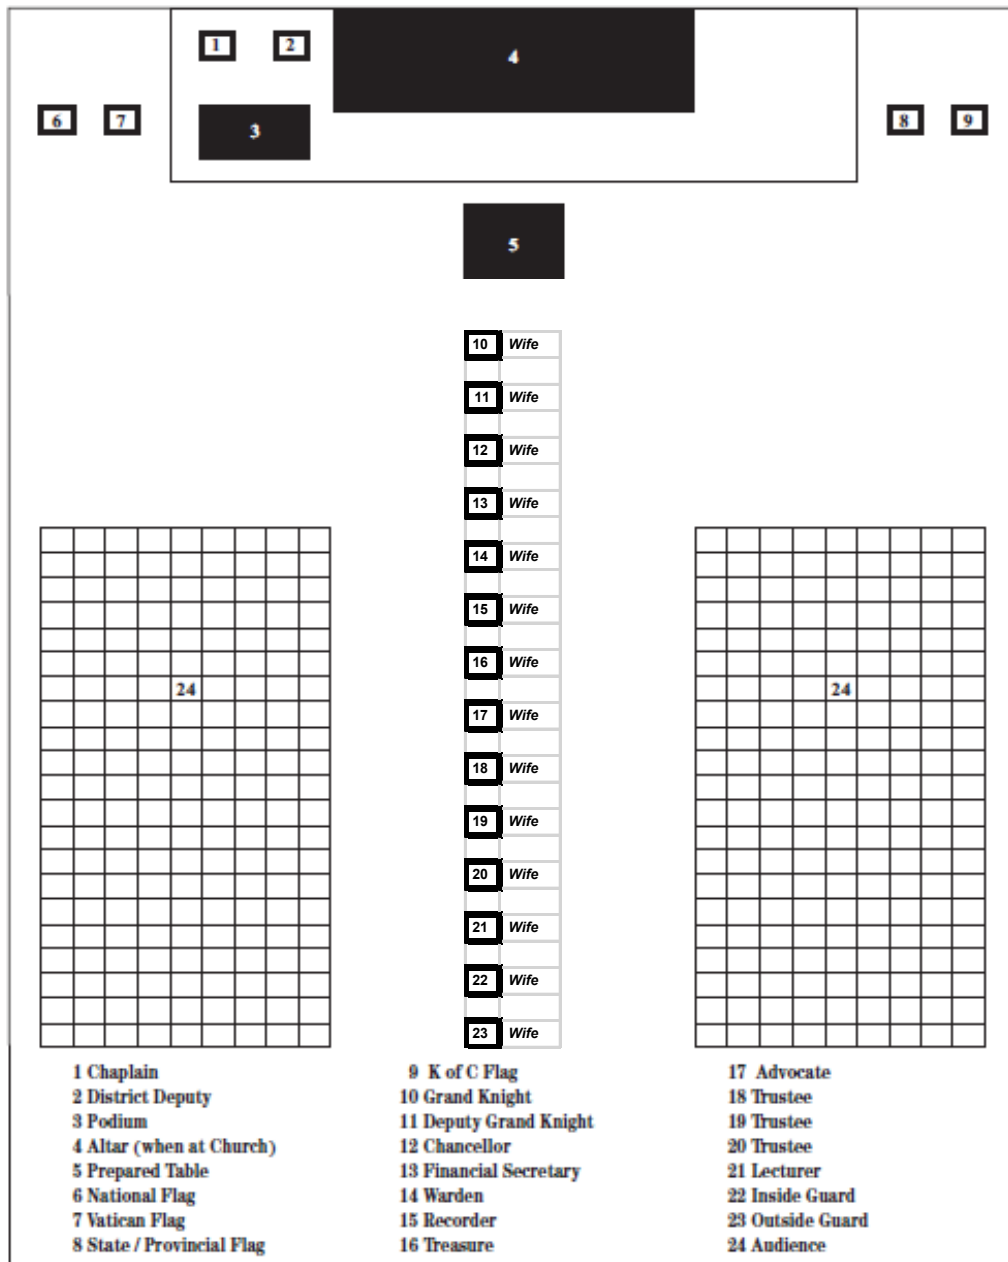 1 2 4
3
6 7 8 9
5
10 Wife
11 Wife
12 Wife
13 Wife
14 Wife
15 Wife
16 Wife
24 24
17 Wife
18 Wife
19 Wife
20 Wife
21 Wife
22 Wife
23 Wife
1 Chaplain
2 District Deputy
3 Podium
4 Altar (when at Church)
5 Prepared Table
6 National Flag
7 Vatican Flag
8 State / Provincial Flag
9 K of C Flag
10 Grand Knight
11 Deputy Grand Knight
12 Chancellor
13 Financial Secretary
14 Warden
15 Recorder
16 Treasure
17 Advocate
18 Trustee
19 Trustee
20 Trustee
21 Lecturer
22 Inside Guard
23 Outside Guard
24 Audience